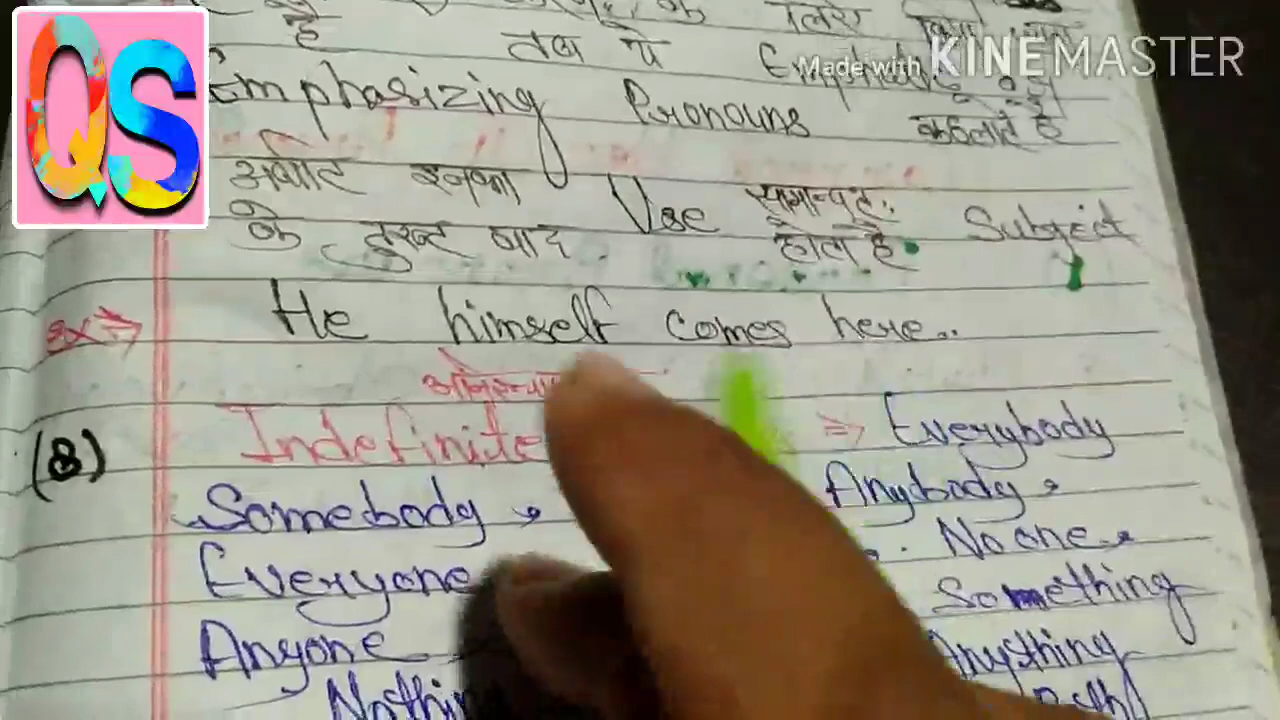 है तब ये
Emphasizing Pronouns कहलाते है
अर्थात इनका Use सामान्यत: Subject
के तुरन्त बाद होता है.
Ex⇒ He himself comes here..
(8) Indefinite ⇒ Everybody
Somebody, Anybody,
Everyone No one,
Something
Anyone Anything
Nothing
QS
Made with KINEMASTER